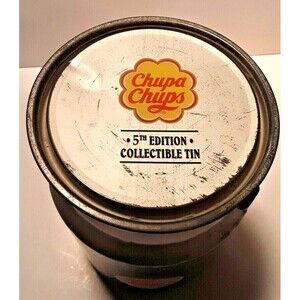 Chupa
Chups
• 5TH EDITION •
COLLECTIBLE TIN